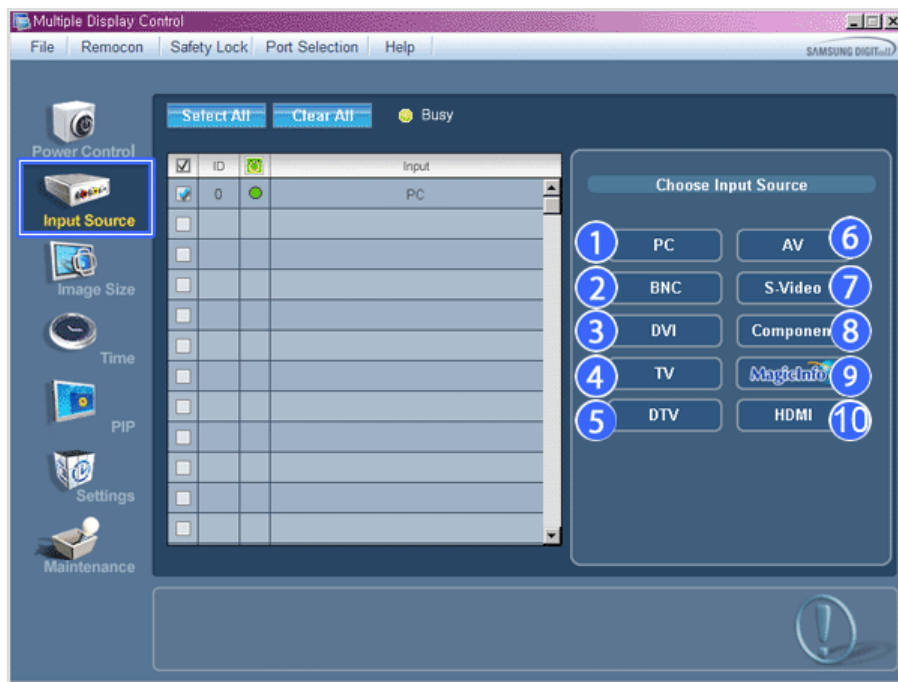 Multiple Display Control
File Remocon Safety Lock Port Selection Help
SAMSUNG DIGITall
Select All Clear All Busy
Power Control
ID Input
0 PC
Input Source
Image Size
Time
PIP
Settings
Maintenance
Choose Input Source
1 PC AV 6
2 BNC S-Video 7
3 DVI Componen 8
4 TV MagicInfo 9
5 DTV HDMI 10